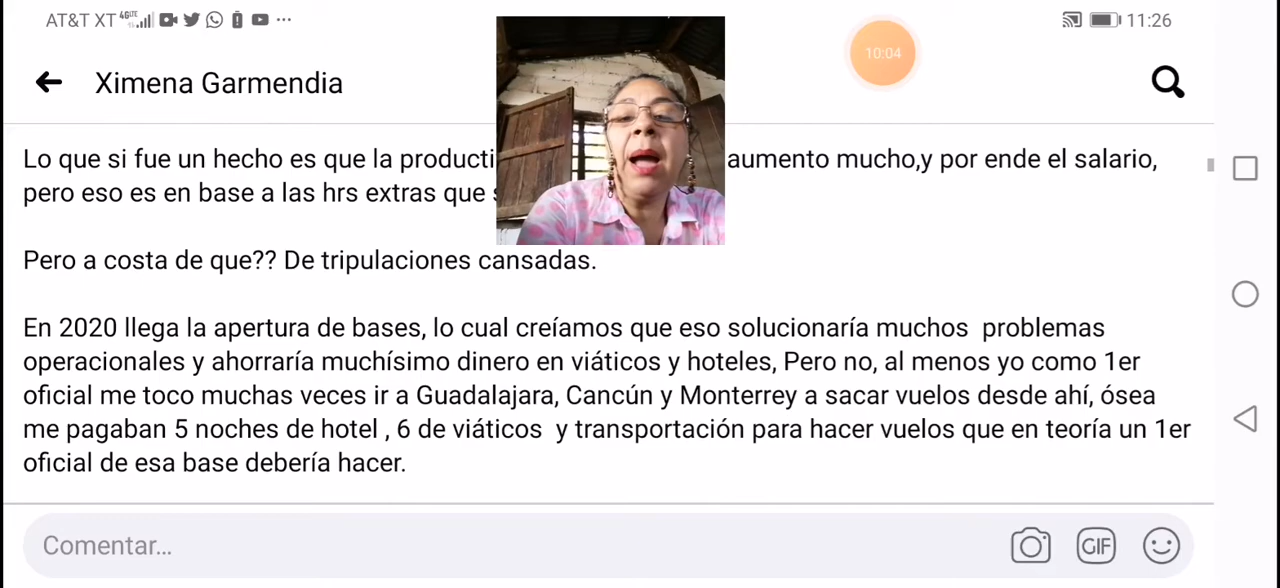 AT&T XT 4GLTE 11:26
10:04
Ximena Garmendia
Lo que si fue un hecho es que la producti aumento mucho,y por ende el salario,
pero eso es en base a las hrs extras que
Pero a costa de que?? De tripulaciones cansadas.
En 2020 llega la apertura de bases, lo cual creíamos que eso solucionaría muchos problemas
operacionales y ahorraría muchísimo dinero en viáticos y hoteles, Pero no, al menos yo como 1er
oficial me toco muchas veces ir a Guadalajara, Cancún y Monterrey a sacar vuelos desde ahí, ósea
me pagaban 5 noches de hotel , 6 de viáticos y transportación para hacer vuelos que en teoría un 1er
oficial de esa base debería hacer.
Comentar...
GIF